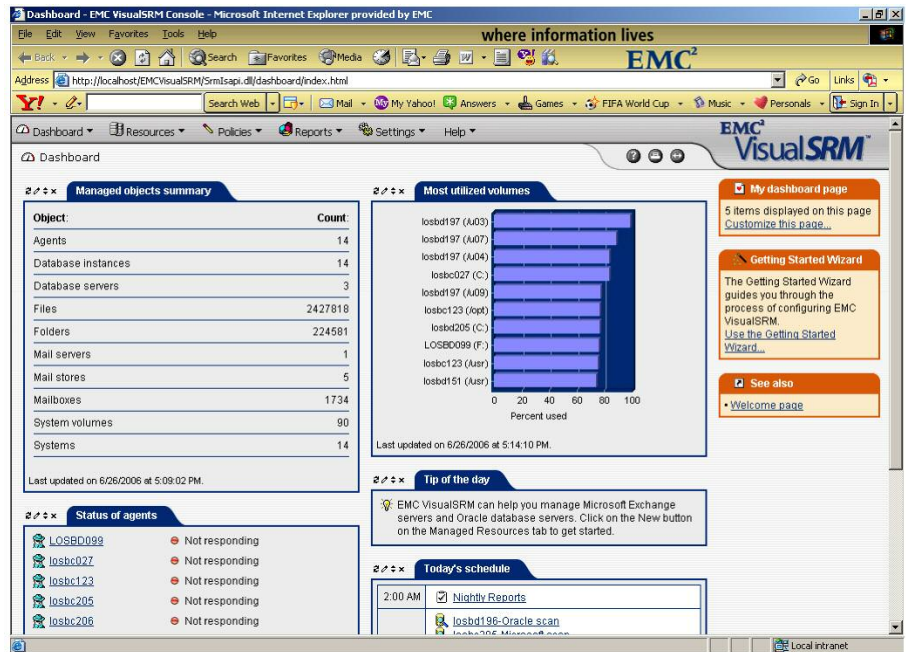 Dashboard - EMC VisualSRM Console - Microsoft Internet Explorer provided by EMC
File Edit View Favorites Tools Help
where information lives
Back Search Favorites Media
EMC²
Address http://localhost/EMCVisualSRM/SrmIsapi.dll/dashboard/index.html Go Links
Y! Search Web Mail My Yahoo! Answers Games FIFA World Cup Music Personals Sign In
Dashboard Resources Policies Reports Settings Help
EMC²
VisualSRM™
Dashboard
Managed objects summary
Object: Count:
Agents 14
Database instances 14
Database servers 3
Files 2427818
Folders 224581
Mail servers 1
Mail stores 5
Mailboxes 1734
System volumes 90
Systems 14
Last updated on 6/26/2006 at 5:09:02 PM.
Status of agents
LOSBD099 Not responding
losbc027 Not responding
losbc123 Not responding
losbc205 Not responding
losbc206 Not responding
Most utilized volumes
losbd197 (/u03)
losbd197 (/u07)
losbd197 (/u04)
losbc027 (C:)
losbd197 (/u09)
losbc123 (/opt)
losbd205 (C:)
LOSBD099 (F:)
losbc123 (/usr)
losbd151 (/usr)
0 20 40 60 80 100
Percent used
Last updated on 6/26/2006 at 5:14:10 PM.
Tip of the day
EMC VisualSRM can help you manage Microsoft Exchange
servers and Oracle database servers. Click on the New button
on the Managed Resources tab to get started.
Today's schedule
2:00 AM Nightly Reports
losbd196-Oracle scan
My dashboard page
5 items displayed on this page
Customize this page...
Getting Started Wizard
The Getting Started Wizard
guides you through the
process of configuring EMC
VisualSRM.
Use the Getting Started
Wizard...
See also
• Welcome page
Local intranet